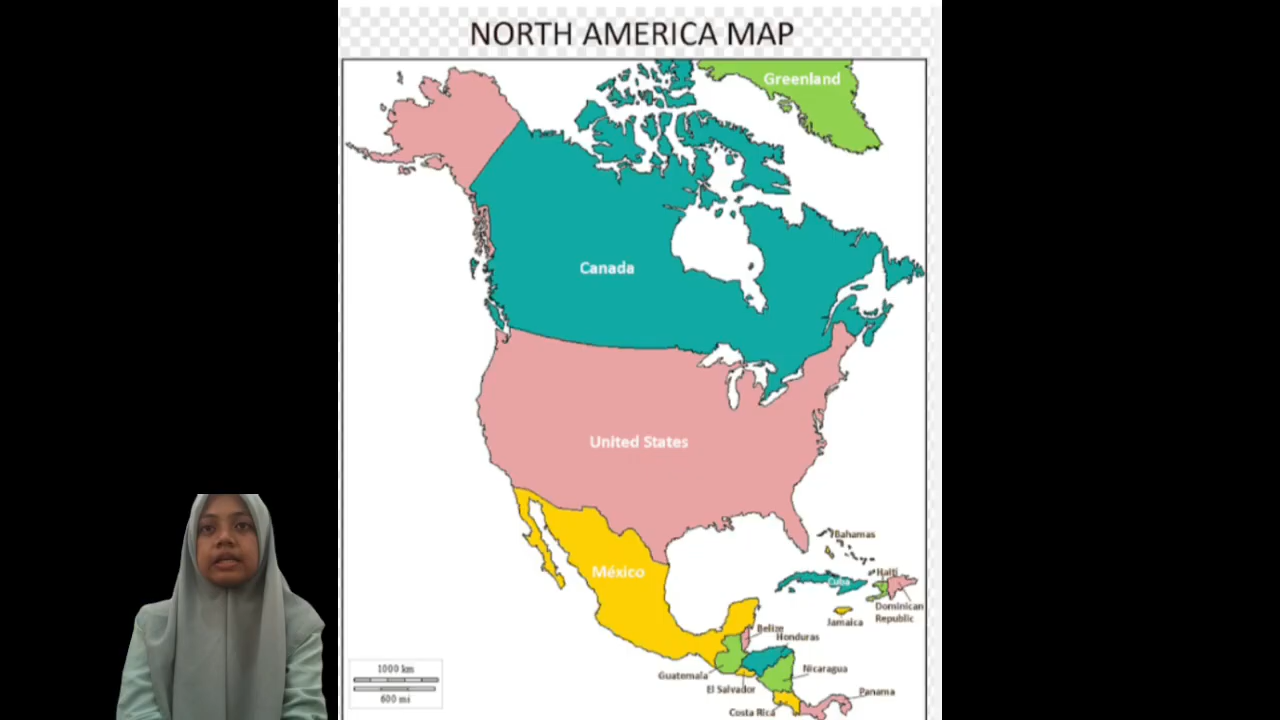 NORTH AMERICA MAP
Greenland
Canada
United States
México
Bahamas
Cuba
Haiti
Dominican
Republic
Jamaica
Belize
Honduras
Guatemala
Nicaragua
El Salvador
Panama
Costa Rica
1000 km
600 mi